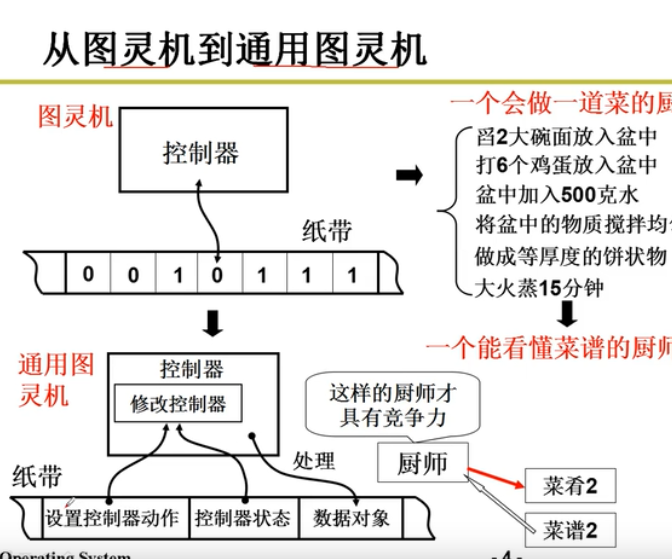 从图灵机到通用图灵机
图灵机
控制器
纸带
0 0 1 0 1 1 1
一个会做一道菜的厨
舀2大碗面放入盆中
打6个鸡蛋放入盆中
盆中加入500克水
将盆中的物质搅拌均
做成等厚度的饼状物
大火蒸15分钟
一个能看懂菜谱的厨师
通用图
灵机
控制器
修改控制器
处理
纸带
设置控制器动作 控制器状态 数据对象
这样的厨师才
具有竞争力
厨师
菜肴2
菜谱2
Operating System
- 4 -